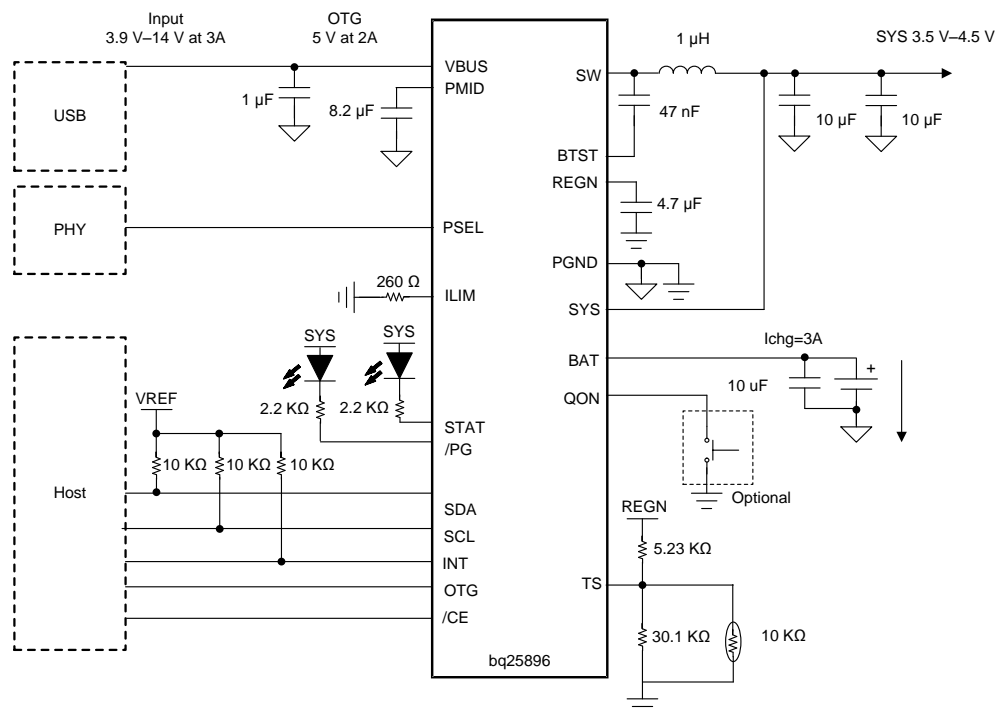 Input
3.9 V–14 V at 3A
OTG
5 V at 2A
1 µH
SYS 3.5 V–4.5 V
VBUS
SW
PMID
USB
1 µF
8.2 µF
47 nF
10 µF
10 µF
BTST
REGN
4.7 µF
PHY
PSEL
PGND
260 Ω
ILIM
SYS
SYS
SYS
Ichg=3A
BAT
+
10 uF
QON
VREF
2.2 KΩ
2.2 KΩ
STAT
/PG
10 KΩ
10 KΩ
10 KΩ
Host
Optional
SDA
REGN
SCL
5.23 KΩ
INT
TS
OTG
/CE
30.1 KΩ
10 KΩ
bq25896